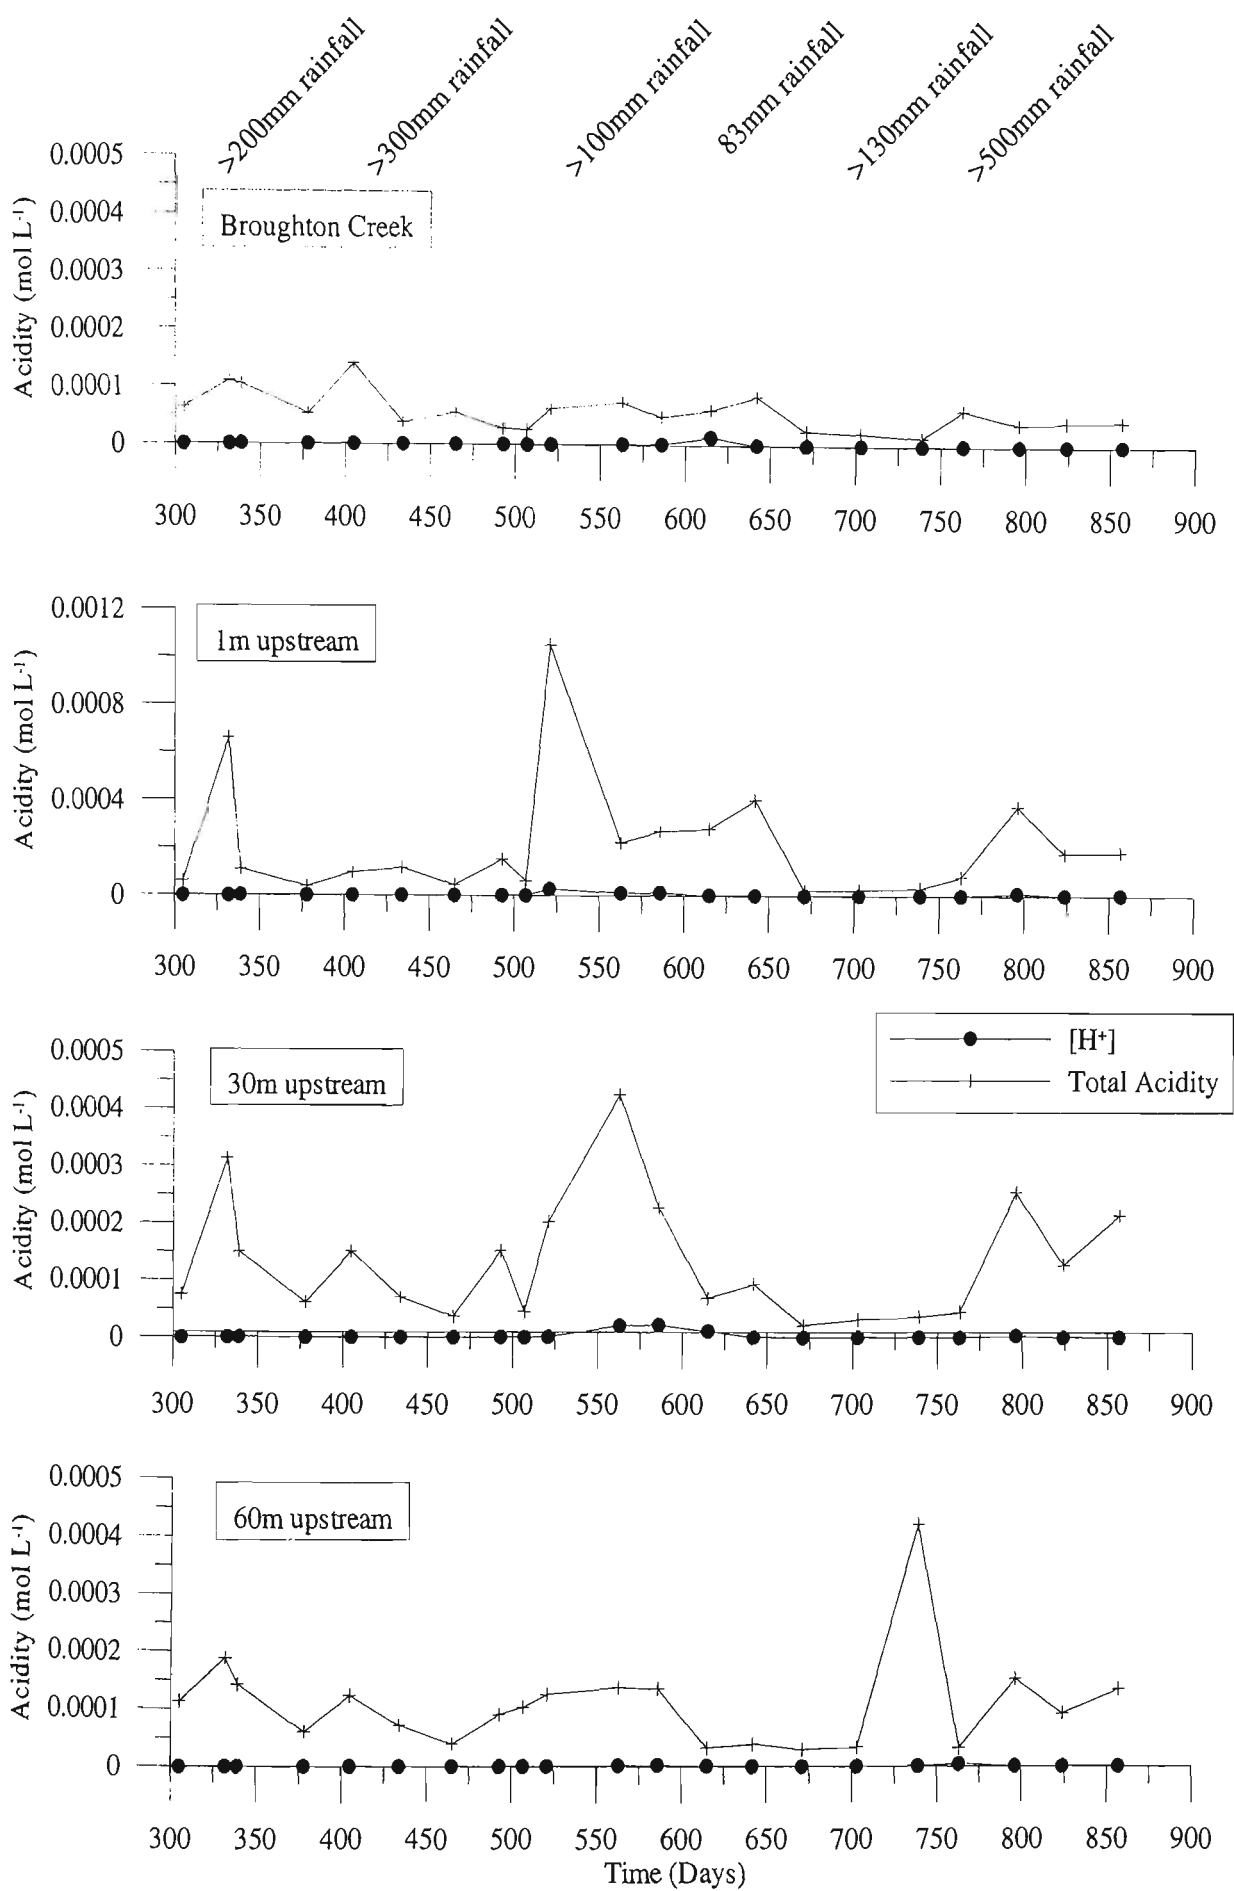 >200mm rainfall
>300mm rainfall
>100mm rainfall
83mm rainfall
>130mm rainfall
>500mm rainfall
Broughton Creek
Acidity (mol L⁻¹)
0.0005
0.0004
0.0003
0.0002
0.0001
0
300 350 400 450 500 550 600 650 700 750 800 850 900
1m upstream
Acidity (mol L⁻¹)
0.0012
0.0008
0.0004
0
300 350 400 450 500 550 600 650 700 750 800 850 900
[H⁺]
Total Acidity
30m upstream
Acidity (mol L⁻¹)
0.0005
0.0004
0.0003
0.0002
0.0001
0
300 350 400 450 500 550 600 650 700 750 800 850 900
60m upstream
Acidity (mol L⁻¹)
0.0005
0.0004
0.0003
0.0002
0.0001
0
300 350 400 450 500 550 600 650 700 750 800 850 900
Time (Days)